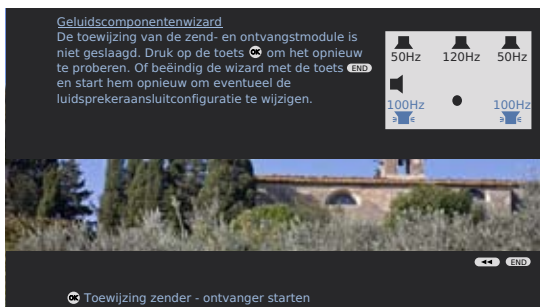 Geluidscomponentenwizard
De toewijzing van de zend- en ontvangstmodule is
niet geslaagd. Druk op de toets OK om het opnieuw
te proberen. Of beëindig de wizard met de toets END
en start hem opnieuw om eventueel de
luidsprekeraansluitconfiguratie te wijzigen.
50Hz 120Hz 50Hz
100Hz 100Hz
END
OK Toewijzing zender - ontvanger starten